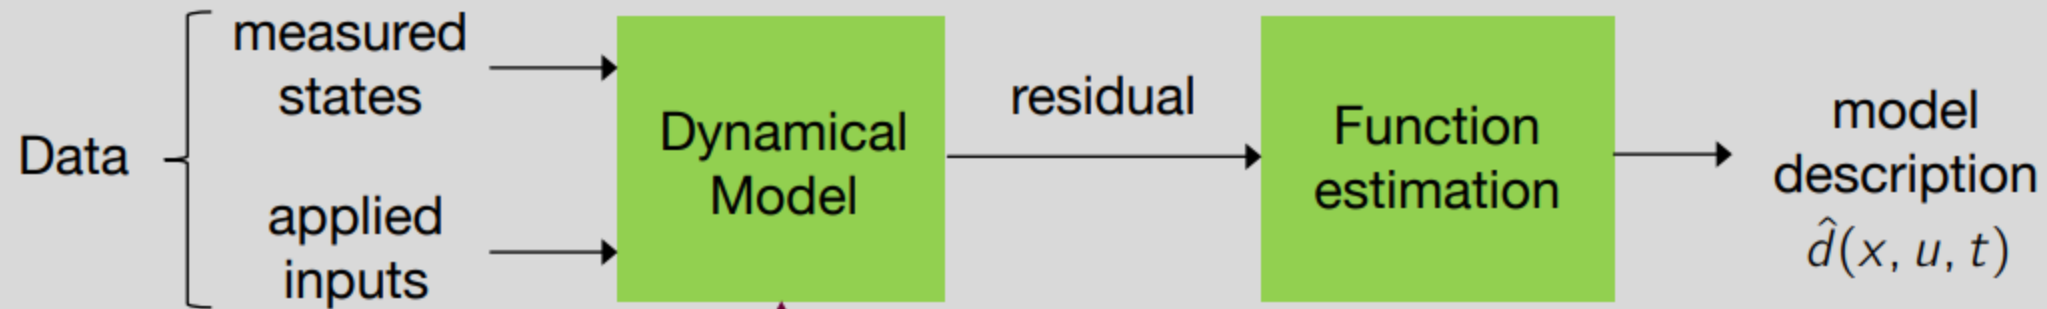 Data
measured
states
applied
inputs
Dynamical
Model
residual
Function
estimation
model
description
d̂(x, u, t)